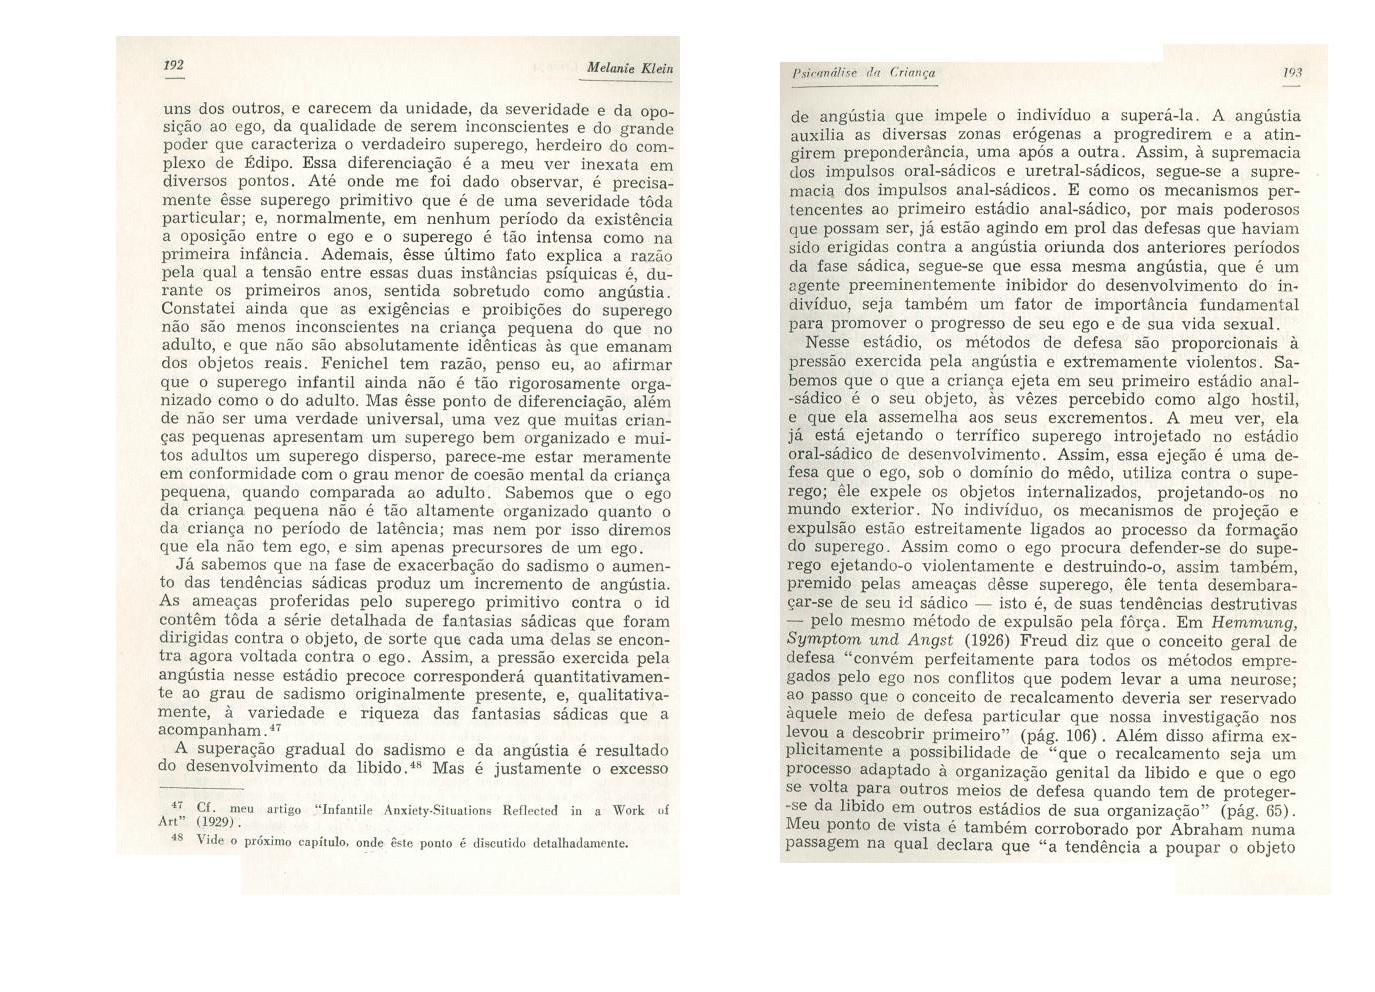 192
Melanie Klein
uns dos outros, e carecem da unidade, da severidade e da opo-
sição ao ego, da qualidade de serem inconscientes e do grande
poder que caracteriza o verdadeiro superego, herdeiro do com-
plexo de Édipo. Essa diferenciação é a meu ver inexata em
diversos pontos. Até onde me foi dado observar, é precisa-
mente êsse superego primitivo que é de uma severidade tôda
particular; e, normalmente, em nenhum período da existência
a oposição entre o ego e o superego é tão intensa como na
primeira infância. Ademais, êsse último fato explica a razão
pela qual a tensão entre essas duas instâncias psíquicas é, du-
rante os primeiros anos, sentida sobretudo como angústia.
Constatei ainda que as exigências e proibições do superego
não são menos inconscientes na criança pequena do que no
adulto, e que não são absolutamente idênticas às que emanam
dos objetos reais. Fenichel tem razão, penso eu, ao afirmar
que o superego infantil ainda não é tão rigorosamente orga-
nizado como o do adulto. Mas êsse ponto de diferenciação, além
de não ser uma verdade universal, uma vez que muitas crian-
ças pequenas apresentam um superego bem organizado e mui-
tos adultos um superego disperso, parece-me estar meramente
em conformidade com o grau menor de coesão mental da criança
pequena, quando comparada ao adulto. Sabemos que o ego
da criança pequena não é tão altamente organizado quanto o
da criança no período de latência; mas nem por isso diremos
que ela não tem ego, e sim apenas precursores de um ego.
Já sabemos que na fase de exacerbação do sadismo o aumen-
to das tendências sádicas produz um incremento de angústia.
As ameaças proferidas pelo superego primitivo contra o id
contêm tôda a série detalhada de fantasias sádicas que foram
dirigidas contra o objeto, de sorte que cada uma delas se encon-
tra agora voltada contra o ego. Assim, a pressão exercida pela
angústia nesse estádio precoce corresponderá quantitativamen-
te ao grau de sadismo originalmente presente, e, qualitativa-
mente, à variedade e riqueza das fantasias sádicas que a
acompanham.47
A superação gradual do sadismo e da angústia é resultado
do desenvolvimento da libido.48 Mas é justamente o excesso
47 Cf. meu artigo “Infantile Anxiety-Situations Reflected in a Work of
Art” (1929).
48 Vide o próximo capítulo, onde êste ponto é discutido detalhadamente.
Psicanálise da Criança
193
de angústia que impele o indivíduo a superá-la. A angústia
auxilia as diversas zonas erógenas a progredirem e a atin-
girem preponderância, uma após a outra. Assim, à supremacia
dos impulsos oral-sádicos e uretral-sádicos, segue-se a supre-
macia dos impulsos anal-sádicos. E como os mecanismos per-
tencentes ao primeiro estádio anal-sádico, por mais poderosos
que possam ser, já estão agindo em prol das defesas que haviam
sido erigidas contra a angústia oriunda dos anteriores períodos
da fase sádica, segue-se que essa mesma angústia, que é um
agente preeminentemente inibidor do desenvolvimento do in-
divíduo, seja também um fator de importância fundamental
para promover o progresso de seu ego e de sua vida sexual.
Nesse estádio, os métodos de defesa são proporcionais à
pressão exercida pela angústia e extremamente violentos. Sa-
bemos que o que a criança ejeta em seu primeiro estádio anal-
-sádico é o seu objeto, às vêzes percebido como algo hostil,
e que ela assemelha aos seus excrementos. A meu ver, ela
já está ejetando o terrífico superego introjetado no estádio
oral-sádico de desenvolvimento. Assim, essa ejeção é uma de-
fesa que o ego, sob o domínio do mêdo, utiliza contra o supe-
rego; êle expele os objetos internalizados, projetando-os no
mundo exterior. No indivíduo, os mecanismos de projeção e
expulsão estão estreitamente ligados ao processo da formação
do superego. Assim como o ego procura defender-se do supe-
rego ejetando-o violentamente e destruindo-o, assim também,
premido pelas ameaças dêsse superego, êle tenta desembara-
çar-se de seu id sádico — isto é, de suas tendências destrutivas
— pelo mesmo método de expulsão pela fôrça. Em Hemmung,
Symptom und Angst (1926) Freud diz que o conceito geral de
defesa “convém perfeitamente para todos os métodos empre-
gados pelo ego nos conflitos que podem levar a uma neurose;
ao passo que o conceito de recalcamento deveria ser reservado
àquele meio de defesa particular que nossa investigação nos
levou a descobrir primeiro” (pág. 106). Além disso afirma ex-
plicitamente a possibilidade de “que o recalcamento seja um
processo adaptado à organização genital da libido e que o ego
se volta para outros meios de defesa quando tem de proteger-
-se da libido em outros estádios de sua organização” (pág. 65).
Meu ponto de vista é também corroborado por Abraham numa
passagem na qual declara que “a tendência a poupar o objeto